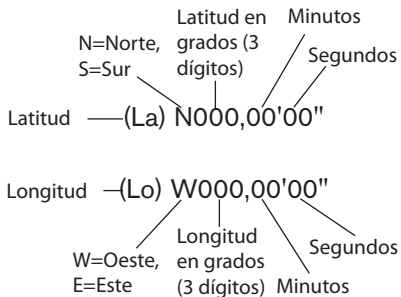 Latitud en
grados (3
dígitos)
Minutos
N=Norte,
S=Sur
Segundos
Latitud
(La) N000,00'00"
Longitud
(Lo) W000,00'00"
W=Oeste,
E=Este
Longitud
en grados
(3 dígitos)
Minutos
Segundos